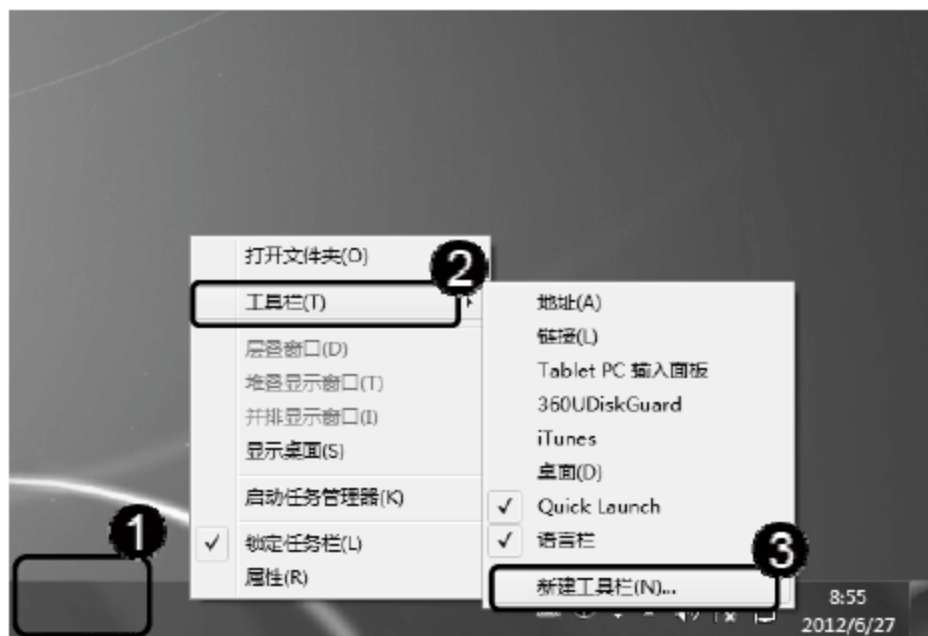 打开文件夹(O)
2
工具栏(T)
层叠窗口(D)
堆叠显示窗口(T)
并排显示窗口(I)
显示桌面(S)
启动任务管理器(K)
锁定任务栏(L)
属性(R)
地址(A)
链接(L)
Tablet PC 输入面板
360UDiskGuard
iTunes
桌面(D)
Quick Launch
语言栏
3
新建工具栏(N)...
1
8:55
2012/6/27